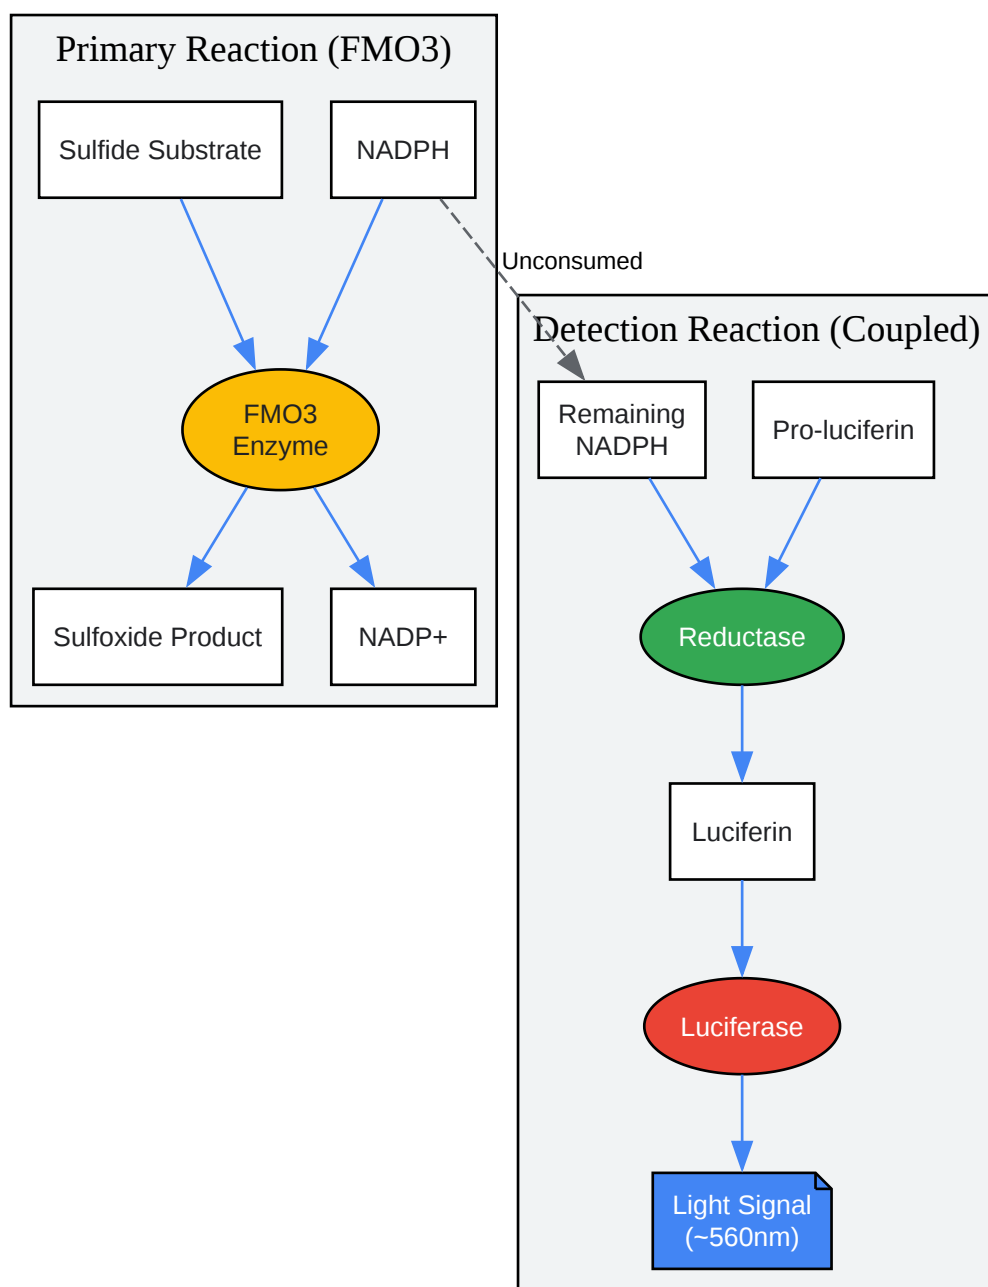 Primary Reaction (FMO3)
Sulfide Substrate
NADPH
Unconsumed
FMO3
Enzyme
Sulfoxide Product
NADP+
Detection Reaction (Coupled)
Remaining
NADPH
Pro-luciferin
Reductase
Luciferin
Luciferase
Light Signal
(~560nm)